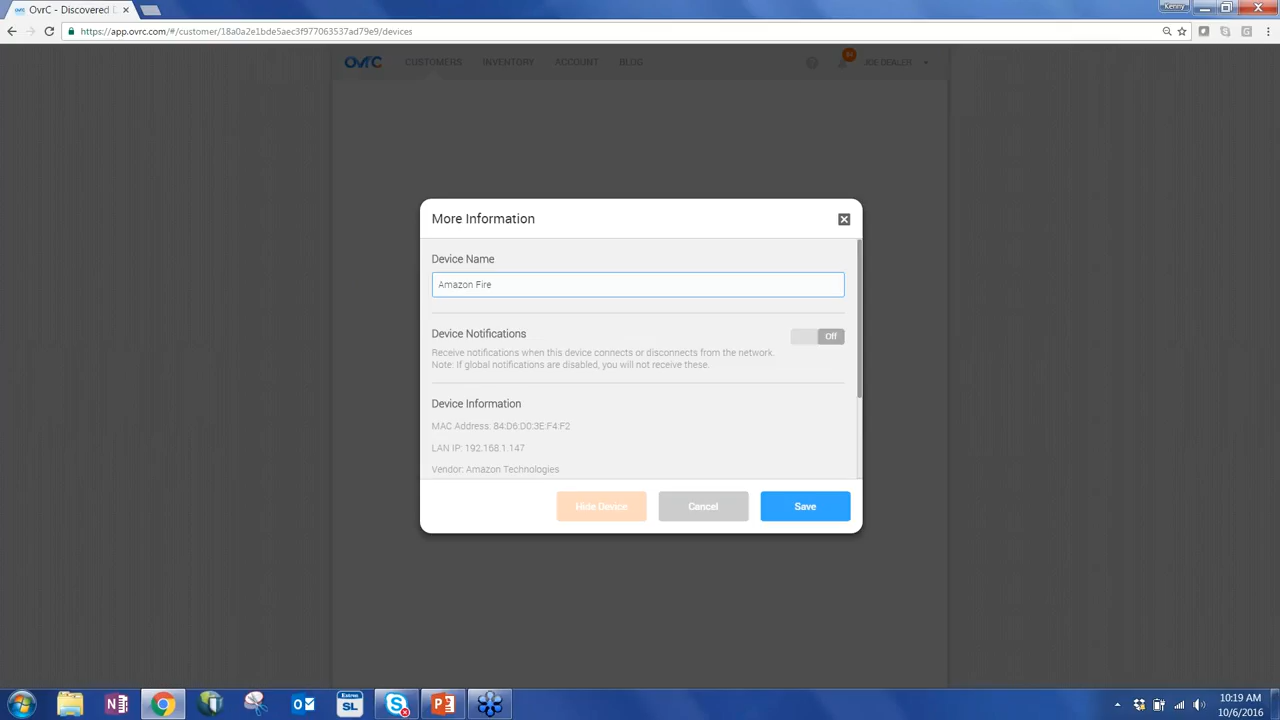 OvrC - Discovered
Kenny
https://app.ovrc.com/#/customer/18a0a2e1bde5aec3f977063537ad79e9/devices
OvrC CUSTOMERS INVENTORY ACCOUNT BLOG JOE DEALER
More Information
Device Name
Amazon Fire
Device Notifications
Off
Receive notifications when this device connects or disconnects from the network.
Note: If global notifications are disabled, you will not receive these.
Device Information
MAC Address: 84:D6:D0:3E:F4:F2
LAN IP: 192.168.1.147
Vendor: Amazon Technologies
Hide Device Cancel Save
Extron
SL
10:19 AM
10/6/2016